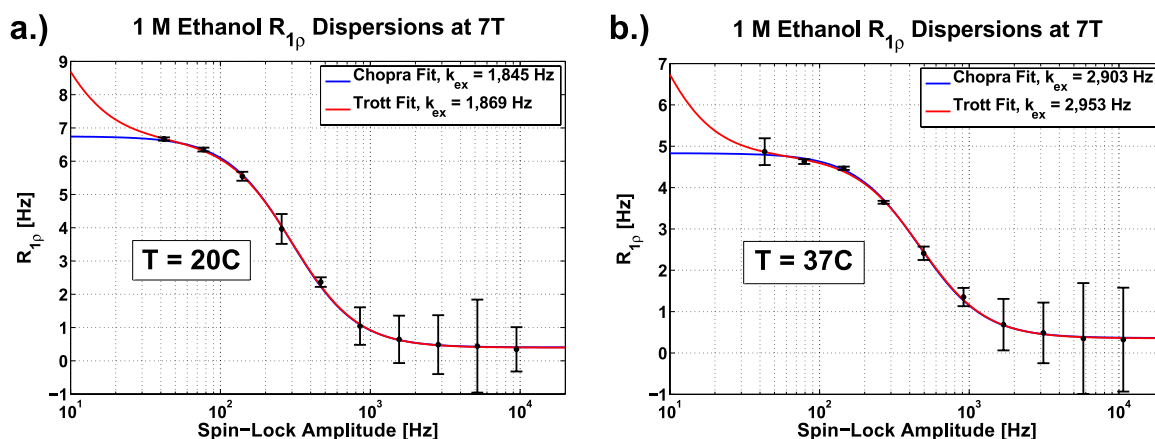 a.)
1 M Ethanol R1ρ Dispersions at 7T
Chopra Fit, kex = 1,845 Hz
Trott Fit, kex = 1,869 Hz
9
8
7
6
5
4
3
2
1
0
−1
R1ρ [Hz]
T = 20C
10^1
10^2
10^3
10^4
Spin−Lock Amplitude [Hz]
b.)
1 M Ethanol R1ρ Dispersions at 7T
Chopra Fit, kex = 2,903 Hz
Trott Fit, kex = 2,953 Hz
7
6
5
4
3
2
1
0
−1
R1ρ [Hz]
T = 37C
10^1
10^2
10^3
10^4
Spin−Lock Amplitude [Hz]